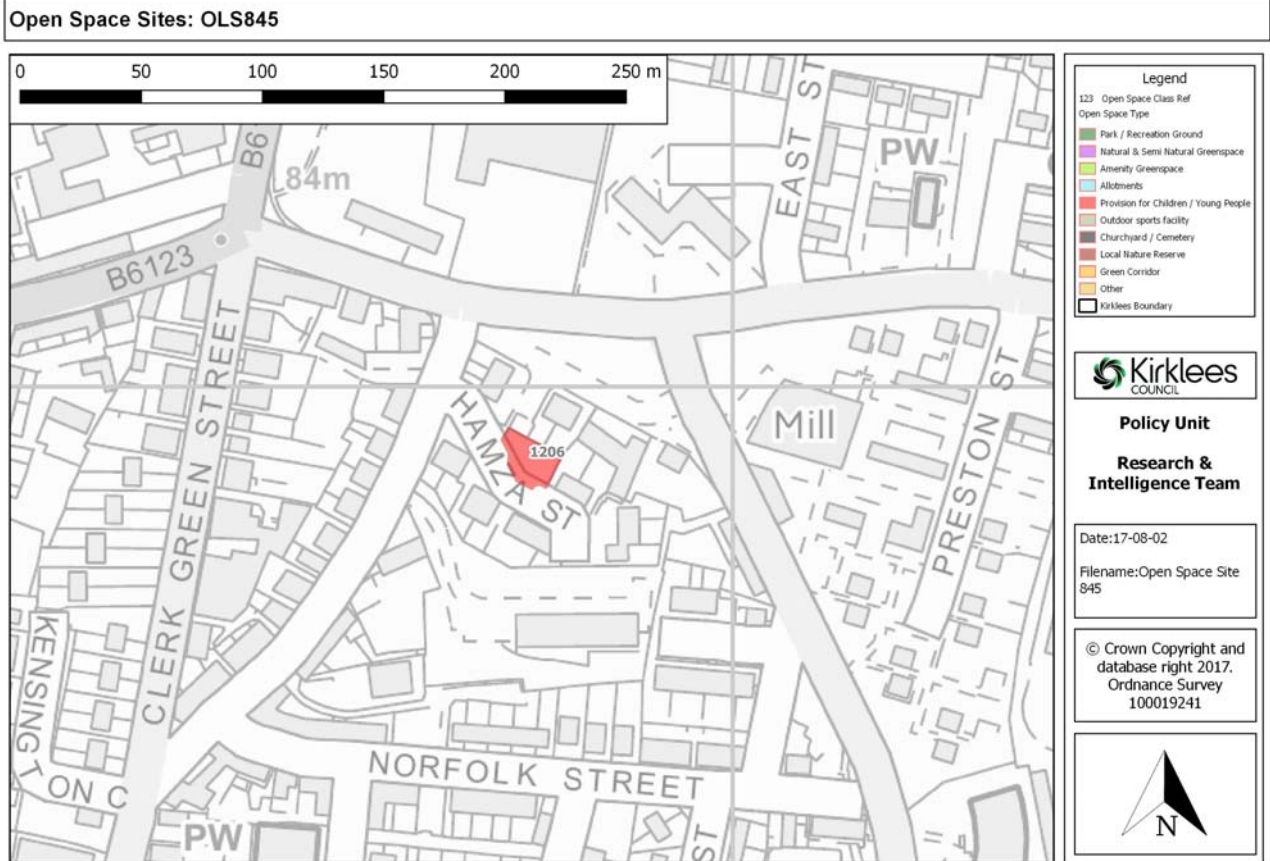 Open Space Sites: OLS845
0 50 100 150 200 250 m
B6
84m
B6123
EAST ST
PW
CLERK GREEN STREET
HAMZA ST
1206
Mill
PRESTON ST
KENSINGT
ON C
NORFOLK STREET
PW
ST
Legend
123 Open Space Class Ref
Open Space Type
Park / Recreation Ground
Natural & Semi Natural Greenspace
Amenity Greenspace
Allotments
Provision for Children / Young People
Outdoor sports facility
Churchyard / Cemetery
Local Nature Reserve
Green Corridor
Other
Kirklees Boundary
Kirklees
COUNCIL
Policy Unit
Research &
Intelligence Team
Date:17-08-02
Filename:Open Space Site
845
© Crown Copyright and
database right 2017.
Ordnance Survey
100019241
N